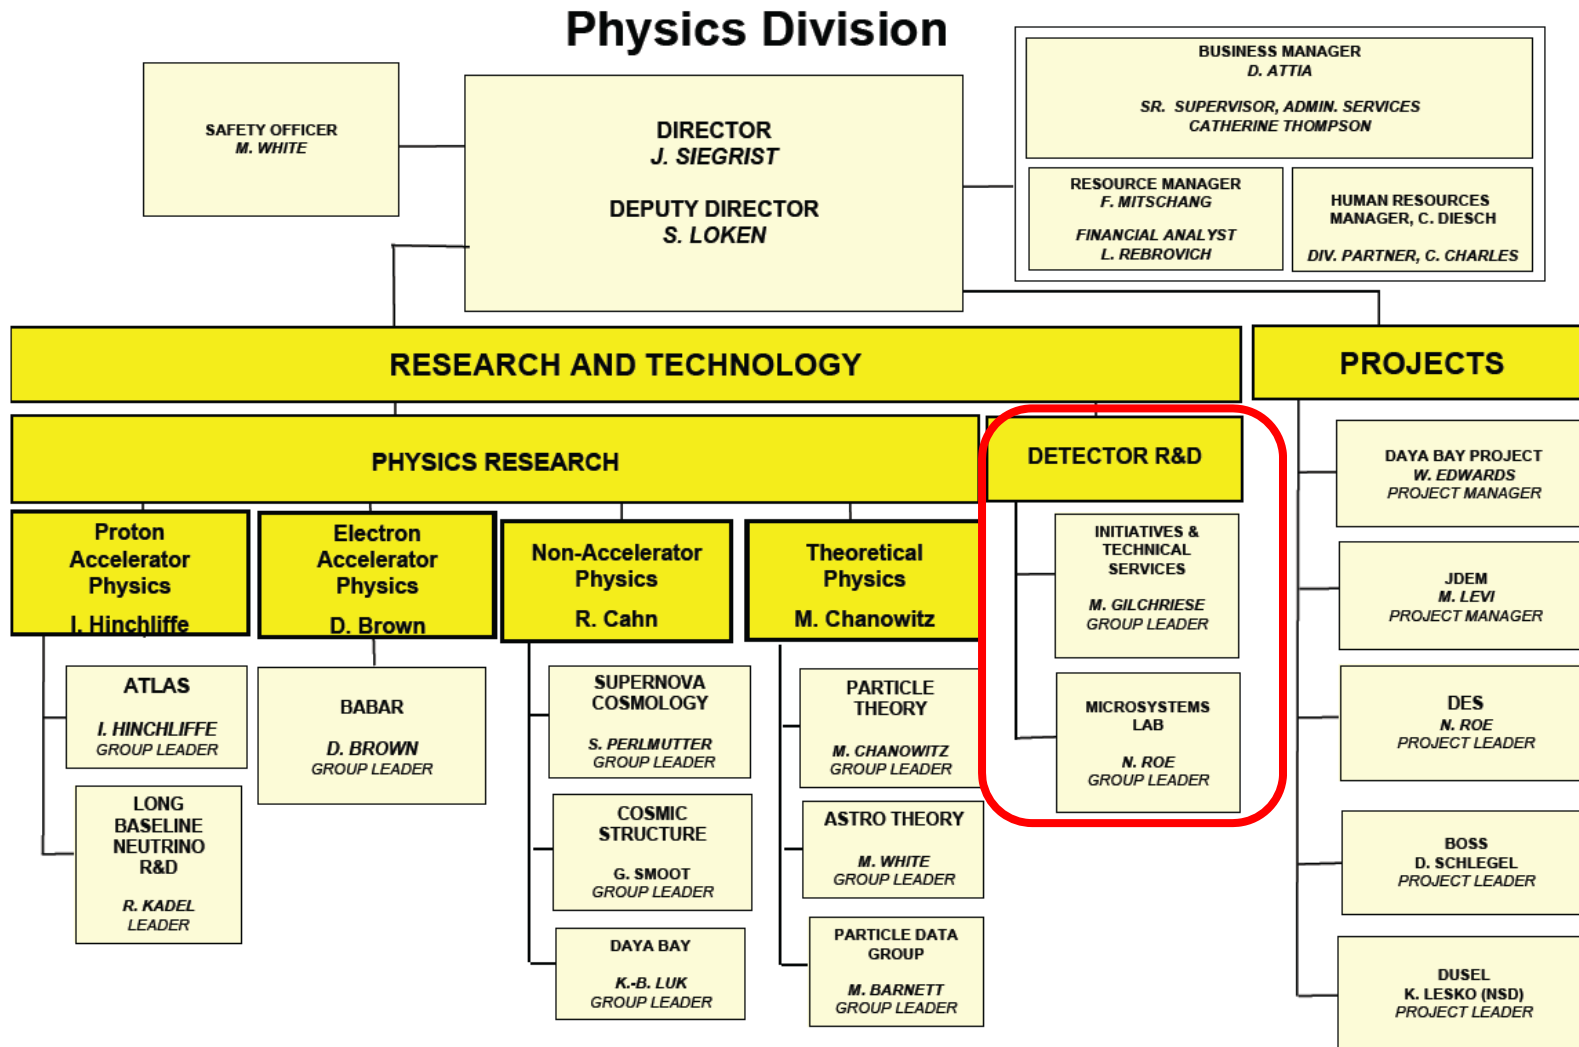 Physics Division
SAFETY OFFICER
M. WHITE
DIRECTOR
J. SIEGRIST
DEPUTY DIRECTOR
S. LOKEN
BUSINESS MANAGER
D. ATTIA
SR. SUPERVISOR, ADMIN. SERVICES
CATHERINE THOMPSON
RESOURCE MANAGER
F. MITSCHANG
FINANCIAL ANALYST
L. REBROVICH
HUMAN RESOURCES
MANAGER, C. DIESCH
DIV. PARTNER, C. CHARLES
RESEARCH AND TECHNOLOGY
PROJECTS
PHYSICS RESEARCH
DETECTOR R&D
Proton
Accelerator
Physics
I. Hinchliffe
Electron
Accelerator
Physics
D. Brown
Non-Accelerator
Physics
R. Cahn
Theoretical
Physics
M. Chanowitz
ATLAS
I. HINCHLIFFE
GROUP LEADER
LONG
BASELINE
NEUTRINO
R&D
R. KADEL
LEADER
BABAR
D. BROWN
GROUP LEADER
SUPERNOVA
COSMOLOGY
S. PERLMUTTER
GROUP LEADER
COSMIC
STRUCTURE
G. SMOOT
GROUP LEADER
DAYA BAY
K.-B. LUK
GROUP LEADER
PARTICLE
THEORY
M. CHANOWITZ
GROUP LEADER
ASTRO THEORY
M. WHITE
GROUP LEADER
PARTICLE DATA
GROUP
M. BARNETT
GROUP LEADER
INITIATIVES &
TECHNICAL
SERVICES
M. GILCHRIESE
GROUP LEADER
MICROSYSTEMS
LAB
N. ROE
GROUP LEADER
DAYA BAY PROJECT
W. EDWARDS
PROJECT MANAGER
JDEM
M. LEVI
PROJECT MANAGER
DES
N. ROE
PROJECT LEADER
BOSS
D. SCHLEGEL
PROJECT LEADER
DUSEL
K. LESKO (NSD)
PROJECT LEADER